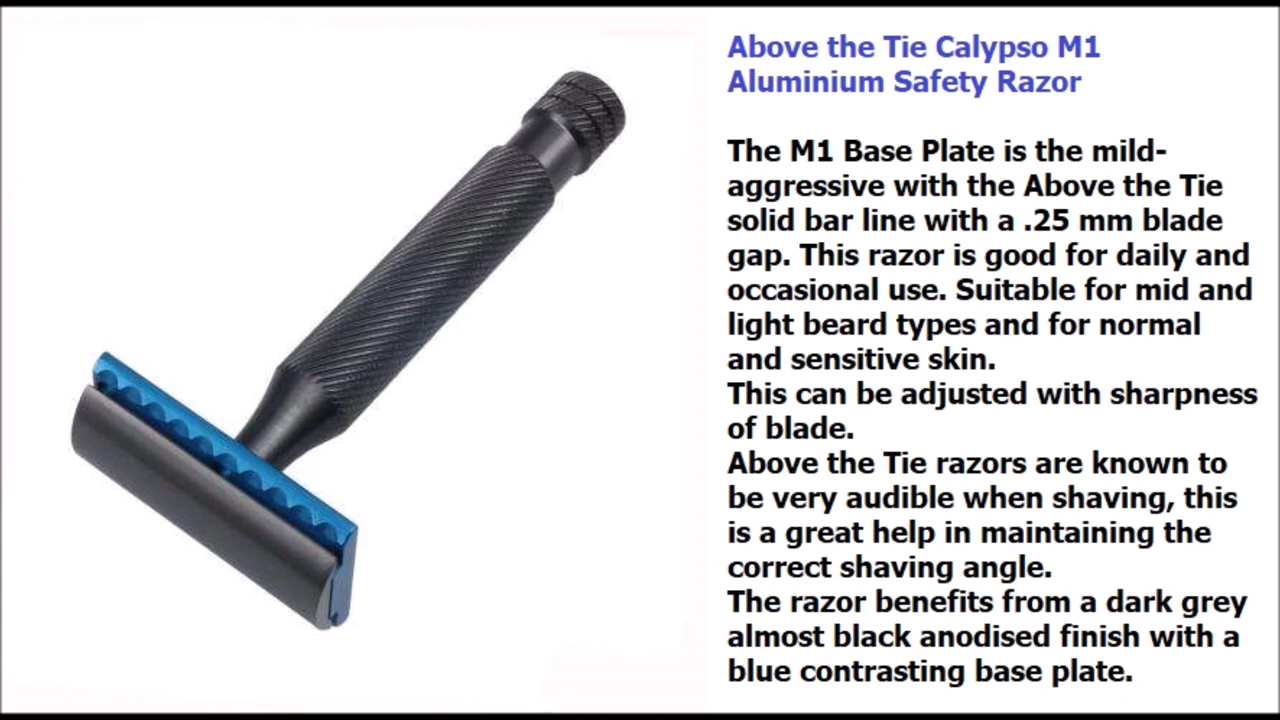 Above the Tie Calypso M1
Aluminium Safety Razor
The M1 Base Plate is the mild-
aggressive with the Above the Tie
solid bar line with a .25 mm blade
gap. This razor is good for daily and
occasional use. Suitable for mid and
light beard types and for normal
and sensitive skin.
This can be adjusted with sharpness
of blade.
Above the Tie razors are known to
be very audible when shaving, this
is a great help in maintaining the
correct shaving angle.
The razor benefits from a dark grey
almost black anodised finish with a
blue contrasting base plate.